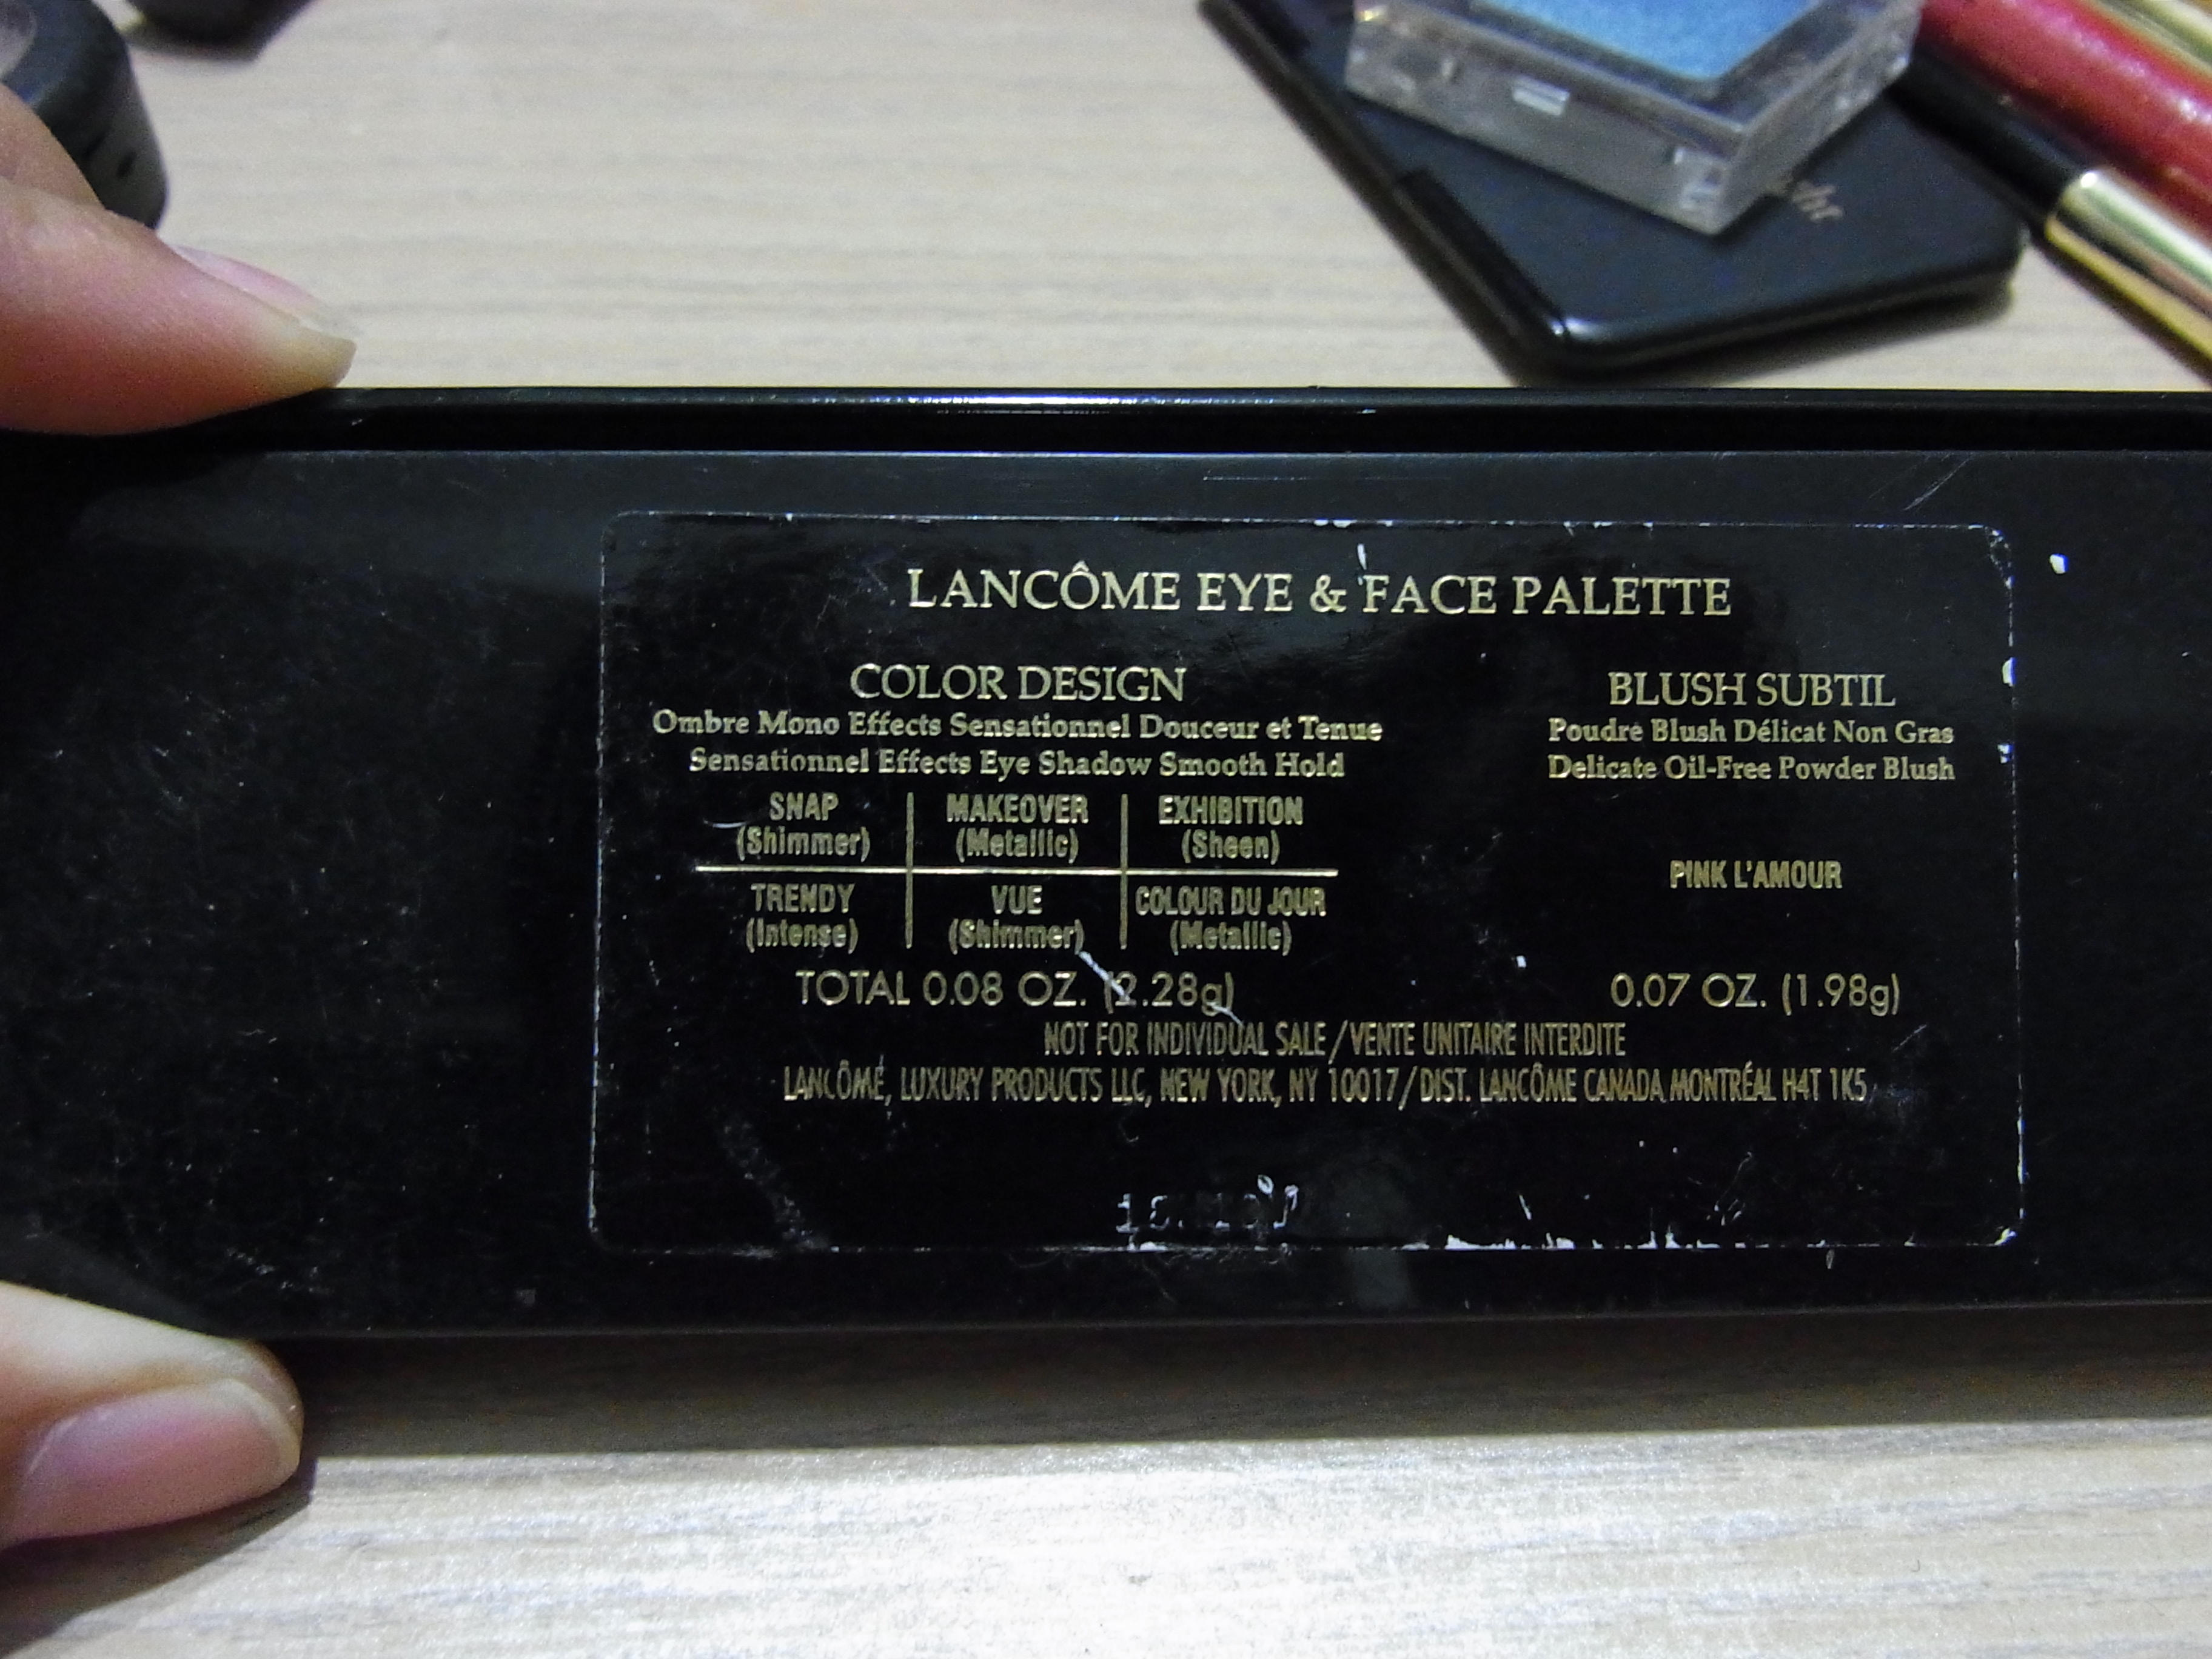 LANCÔME EYE & FACE PALETTE
COLOR DESIGN
Ombre Mono Effects Sensationnel Douceur et Tenue
Sensationnel Effects Eye Shadow Smooth Hold
SNAP MAKEOVER EXHIBITION
(Shimmer) (Metallic) (Sheen)
TRENDY VUE COLOUR DU JOUR
(Intense) (Shimmer) (Metallic)
TOTAL 0.08 OZ. (2.28g)
BLUSH SUBTIL
Poudre Blush Délicat Non Gras
Delicate Oil-Free Powder Blush
PINK L'AMOUR
0.07 OZ. (1.98g)
NOT FOR INDIVIDUAL SALE/VENTE UNITAIRE INTERDITE
LANCÔME, LUXURY PRODUCTS LLC, NEW YORK, NY 10017/DIST. LANCÔME CANADA MONTRÉAL H4T 1K5